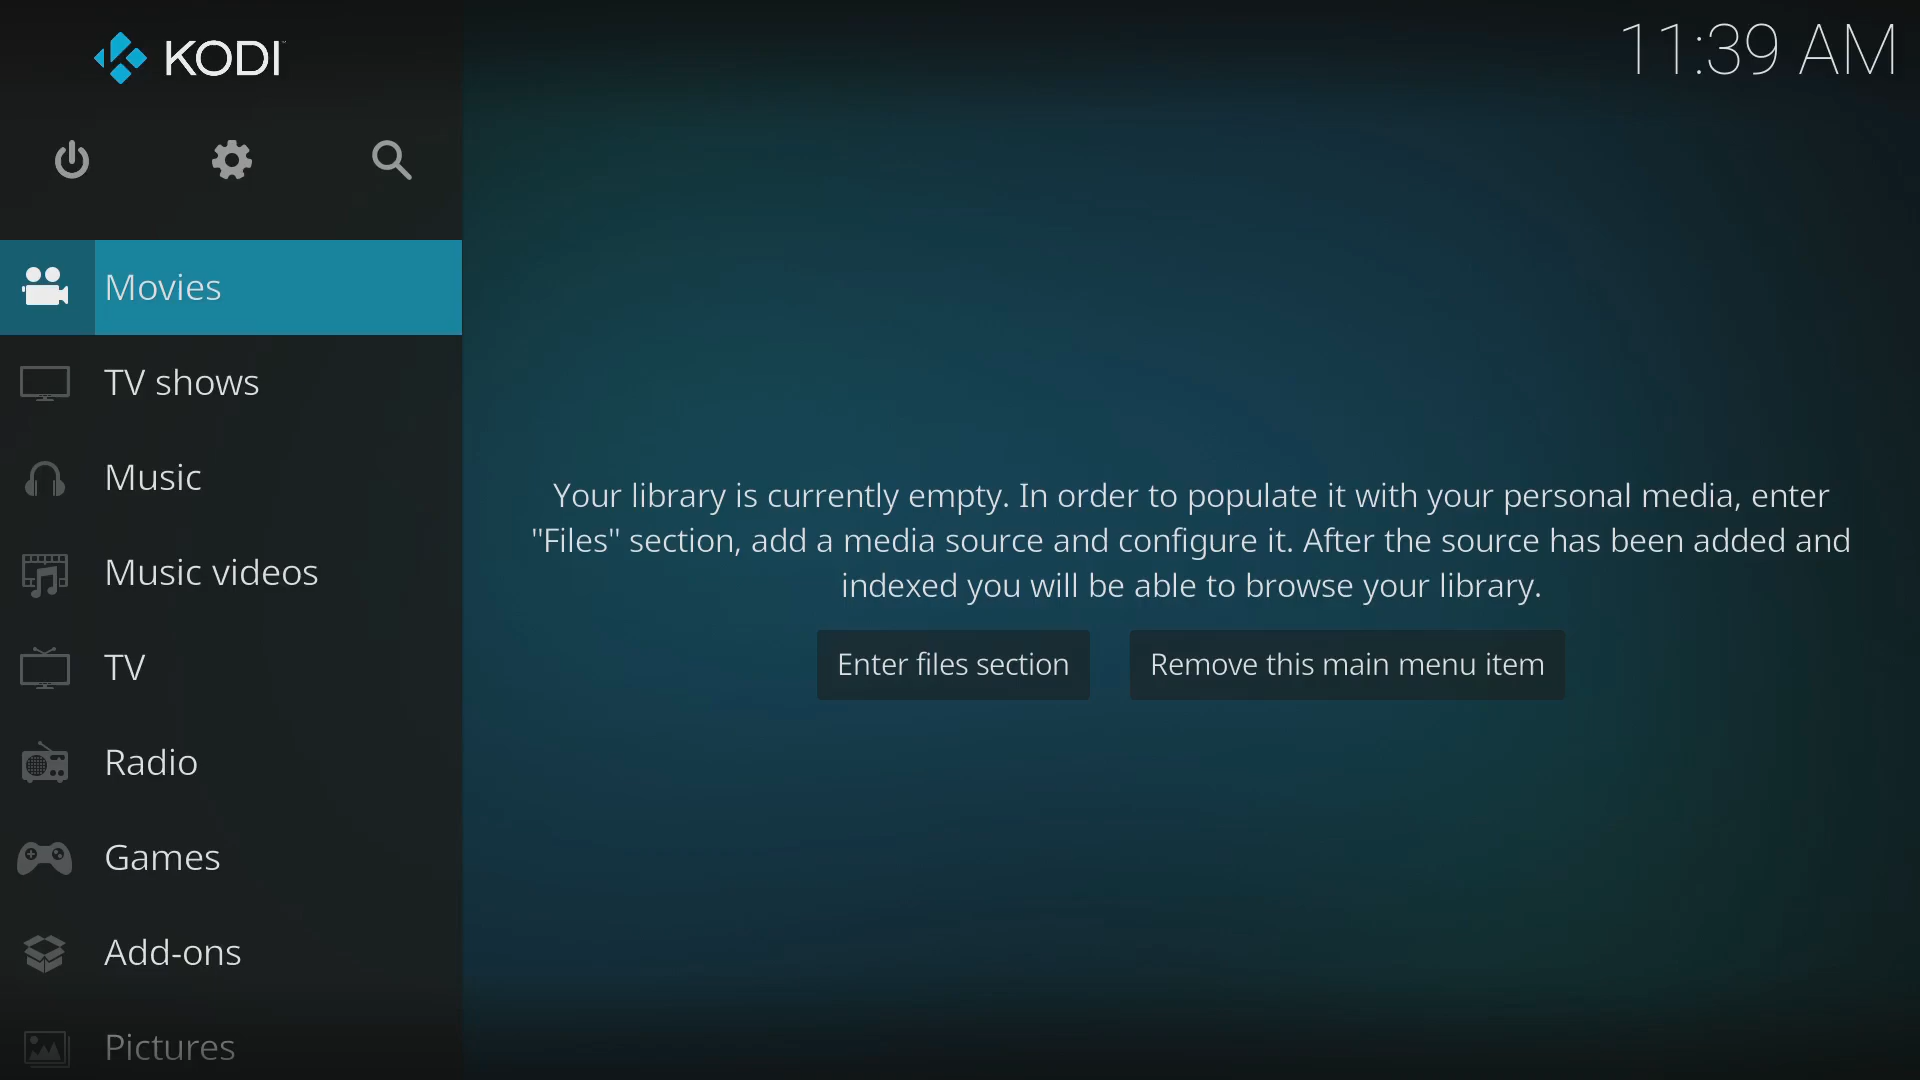 KODI
11:39 AM
Movies
TV shows
Music
Music videos
TV
Radio
Games
Add-ons
Pictures
Your library is currently empty. In order to populate it with your personal media, enter
"Files" section, add a media source and configure it. After the source has been added and
indexed you will be able to browse your library.
Enter files section
Remove this main menu item